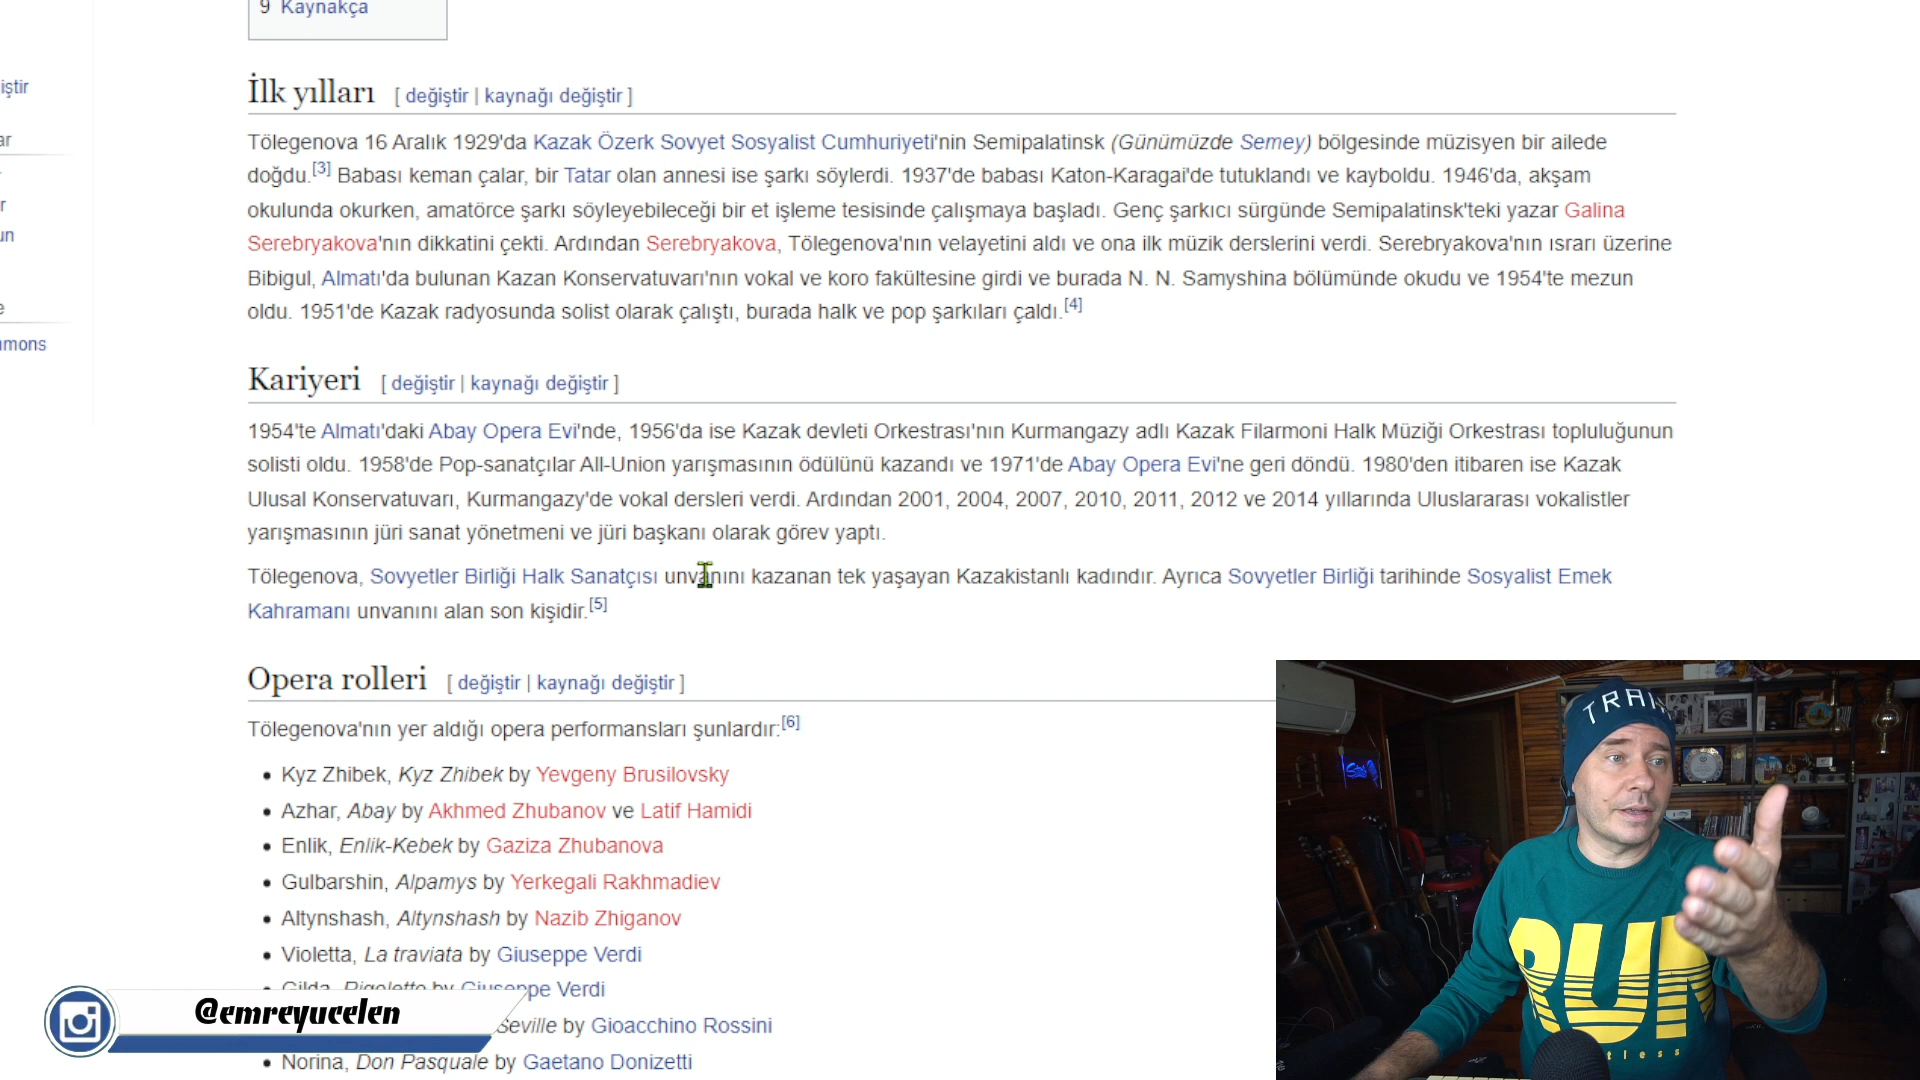 9 Kaynakça
iştir
ar
r
un
e
mmons
İlk yılları [ değiştir | kaynağı değiştir ]
Tölegenova 16 Aralık 1929'da Kazak Özerk Sovyet Sosyalist Cumhuriyeti'nin Semipalatinsk (Günümüzde Semey) bölgesinde müzisyen bir ailede
doğdu.[3] Babası keman çalar, bir Tatar olan annesi ise şarkı söylerdi. 1937'de babası Katon-Karagai'de tutuklandı ve kayboldu. 1946'da, akşam
okulunda okurken, amatörce şarkı söyleyebileceği bir et işleme tesisinde çalışmaya başladı. Genç şarkıcı sürgünde Semipalatinsk'teki yazar Galina
Serebryakova'nın dikkatini çekti. Ardından Serebryakova, Tölegenova'nın velayetini aldı ve ona ilk müzik derslerini verdi. Serebryakova'nın ısrarı üzerine
Bibigul, Almatı'da bulunan Kazan Konservatuvarı'nın vokal ve koro fakültesine girdi ve burada N. N. Samyshina bölümünde okudu ve 1954'te mezun
oldu. 1951'de Kazak radyosunda solist olarak çalıştı, burada halk ve pop şarkıları çaldı.[4]
Kariyeri [ değiştir | kaynağı değiştir ]
1954'te Almatı'daki Abay Opera Evi'nde, 1956'da ise Kazak devleti Orkestrası'nın Kurmangazy adlı Kazak Filarmoni Halk Müziği Orkestrası topluluğunun
solisti oldu. 1958'de Pop-sanatçılar All-Union yarışmasının ödülünü kazandı ve 1971'de Abay Opera Evi'ne geri döndü. 1980'den itibaren ise Kazak
Ulusal Konservatuvarı, Kurmangazy'de vokal dersleri verdi. Ardından 2001, 2004, 2007, 2010, 2011, 2012 ve 2014 yıllarında Uluslararası vokalistler
yarışmasının jüri sanat yönetmeni ve jüri başkanı olarak görev yaptı.
Tölegenova, Sovyetler Birliği Halk Sanatçısı unvanını kazanan tek yaşayan Kazakistanlı kadındır. Ayrıca Sovyetler Birliği tarihinde Sosyalist Emek
Kahramanı unvanını alan son kişidir.[5]
Opera rolleri [ değiştir | kaynağı değiştir ]
Tölegenova'nın yer aldığı opera performansları şunlardır:[6]
• Kyz Zhibek, Kyz Zhibek by Yevgeny Brusilovsky
• Azhar, Abay by Akhmed Zhubanov ve Latif Hamidi
• Enlik, Enlik-Kebek by Gaziza Zhubanova
• Gulbarshin, Alpamys by Yerkegali Rakhmadiev
• Altynshash, Altynshash by Nazib Zhiganov
• Violetta, La traviata by Giuseppe Verdi
• Gilda, Rigoletto by Giuseppe Verdi
Seville by Gioacchino Rossini
• Norina, Don Pasquale by Gaetano Donizetti
@emreyucelen
TRAI
RUN
tless